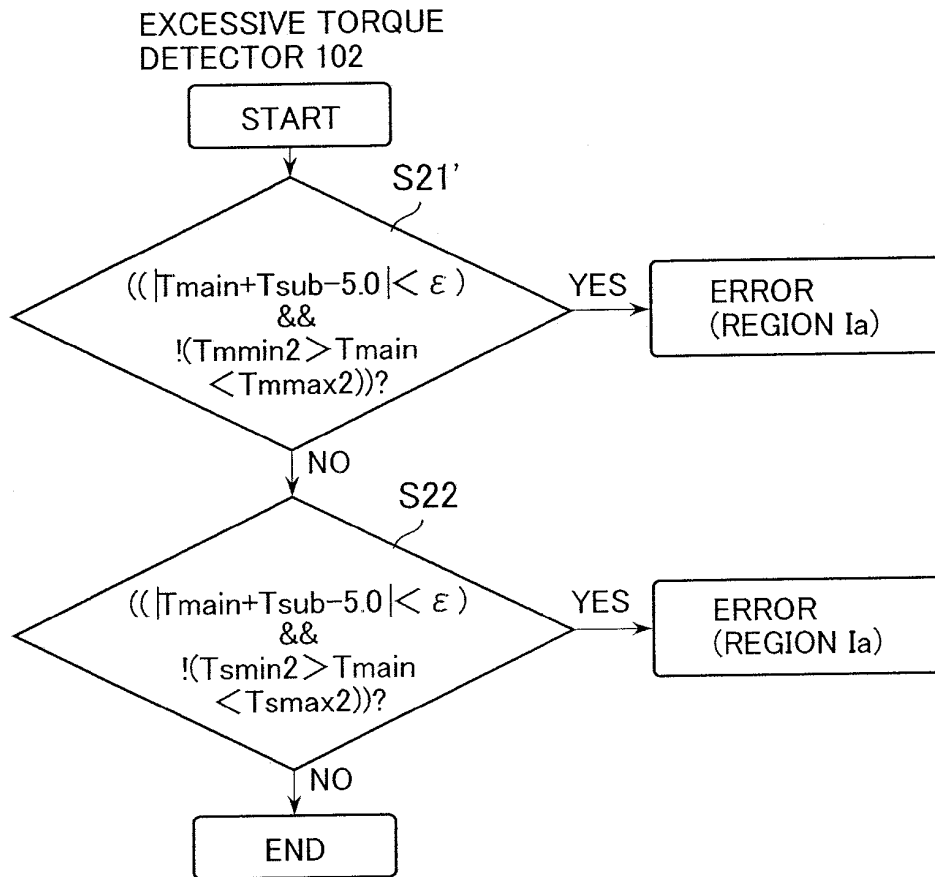 EXCESSIVE TORQUE
DETECTOR 102
START
S21'
((|Tmain+Tsub-5.0|<ε)
&&
!(Tmmin2>Tmain
<Tmmax2))?
YES
ERROR
(REGION Ia)
NO
S22
((|Tmain+Tsub-5.0|<ε)
&&
!(Tsmin2>Tmain
<Tsmax2))?
YES
ERROR
(REGION Ia)
NO
END